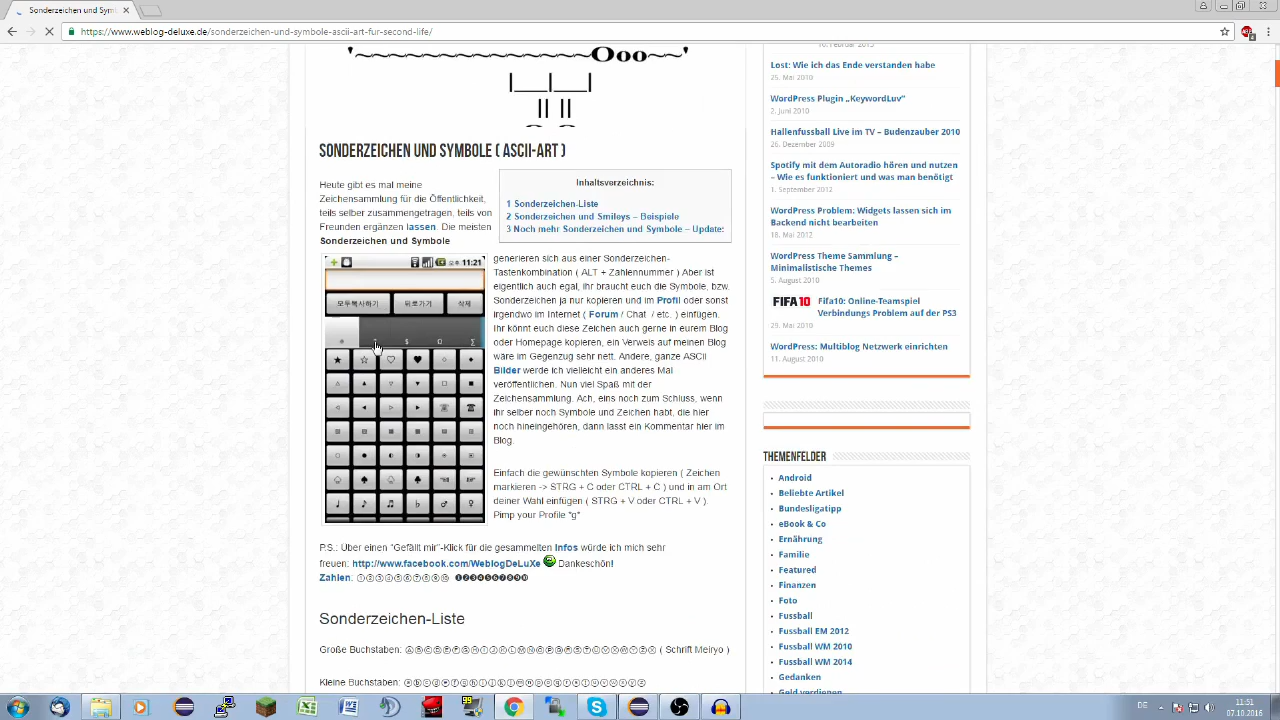 https://www.weblog-deluxe.de/sonderzeichen-und-symbole-ascii-art-fur-second-life/
Ooo
|___|___|
|| ||
SONDERZEICHEN UND SYMBOLE ( ASCII-ART )
Heute gibt es mal meine
Zeichensammlung für die Öffentlichkeit,
teils selber zusammengetragen, teils von
Freunden ergänzen lassen. Die meisten
Sonderzeichen und Symbole
Inhaltsverzeichnis:
1 Sonderzeichen-Liste
2 Sonderzeichen und Smileys – Beispiele
3 Noch mehr Sonderzeichen und Symbole – Update:
11:21
모두복사하기 뒤로가기 삭제
generieren sich aus einer Sonderzeichen-
Tastenkombination ( ALT + Zahlennummer ) Aber ist
eigentlich auch egal, ihr braucht euch die Symbole, bzw.
Sonderzeichen ja nur kopieren und im Profil oder sonst
irgendwo im Internet ( Forum / Chat / etc. ) einfügen.
Ihr könnt euch diese Zeichen auch gerne in eurem Blog
oder Homepage kopieren, ein Verweis auf meinen Blog
wäre im Gegenzug sehr nett. Andere, ganze ASCII
Bilder werde ich vielleicht ein anderes Mal
veröffentlichen. Nun viel Spaß mit der
Zeichensammlung. Ach, eins noch zum Schluss, wenn
ihr selber noch Symbole und Zeichen habt, die hier
noch hineingehören, dann lasst ein Kommentar hier im
Blog.
Einfach die gewünschten Symbole kopieren ( Zeichen
markieren -> STRG + C oder CTRL + C ) und in am Ort
deiner Wahl einfügen ( STRG + V oder CTRL + V ).
Pimp your Profile *g*
P.S.: Über einen "Gefällt mir"-Klick für die gesammelten Infos würde ich mich sehr
freuen: http://www.facebook.com/WeblogDeLuXe Dankeschön!
Zahlen: ①②③④⑤⑥⑦⑧⑨⑩ ❶❷❸❹❺❻❼❽❾❿
Sonderzeichen-Liste
Große Buchstaben: ⒶⒷⒸⒹⒺⒻⒼⒽⒾⒿⓀⓁⓂⓃⓄⓅⓆⓇⓈⓉⓊⓋⓌⓍⓎⓏ ( Schrift Meiryo )
Kleine Buchstaben: ⓐⓑⓒⓓⓔⓕⓖⓗⓘⓙⓚⓛⓜⓝⓞⓟⓠⓡⓢⓣⓤⓥⓦⓧⓨⓩ
Lost: Wie ich das Ende verstanden habe
25. Mai 2010
WordPress Plugin „KeywordLuv“
2. Juni 2010
Hallenfussball Live im TV – Budenzauber 2010
26. Dezember 2009
Spotify mit dem Autoradio hören und nutzen
– Wie es funktioniert und was man benötigt
1. September 2012
WordPress Problem: Widgets lassen sich im
Backend nicht bearbeiten
18. Mai 2012
WordPress Theme Sammlung –
Minimalistische Themes
5. August 2010
FIFA 10 Fifa10: Online-Teamspiel
Verbindungs Problem auf der PS3
29. Mai 2010
WordPress: Multiblog Netzwerk einrichten
11. August 2010
THEMENFELDER
Android
Beliebte Artikel
Bundesligatipp
eBook & Co
Ernährung
Familie
Featured
Finanzen
Foto
Fussball
Fussball EM 2012
Fussball WM 2010
Fussball WM 2014
Gedanken
Geld verdienen
DE
11:51
07.10.2016